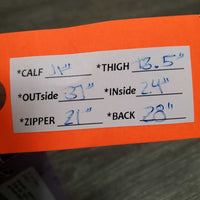 *CALF 14" *THIGH 13.5"
*OUTside 37" *INside 24"
*ZIPPER 21" *BACK 28"